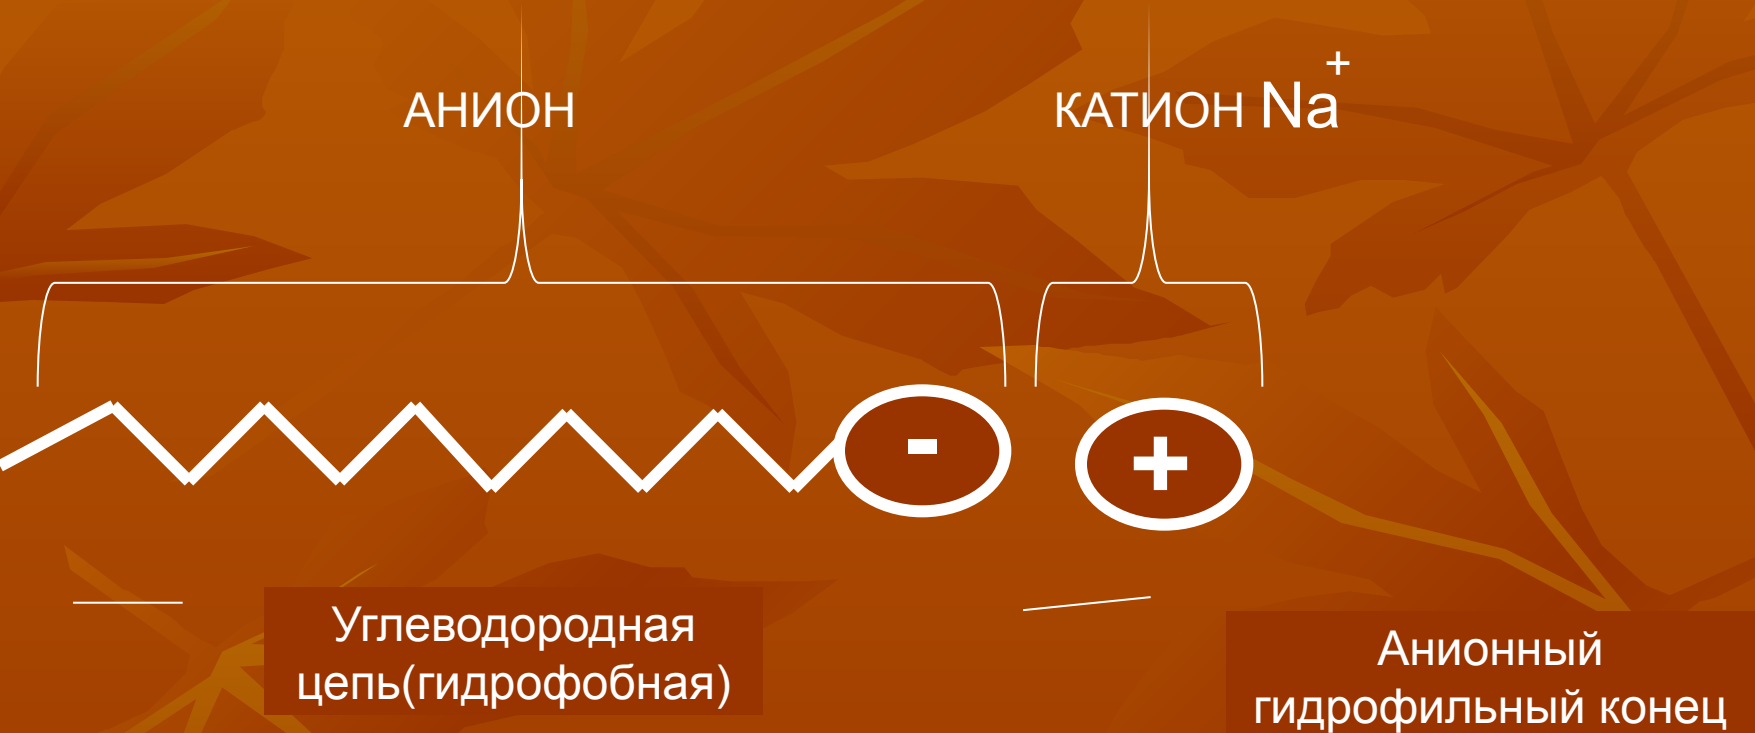 АНИОН
КАТИОН Na⁺
-
+
Углеводородная
цепь(гидрофобная)
Анионный
гидрофильный конец